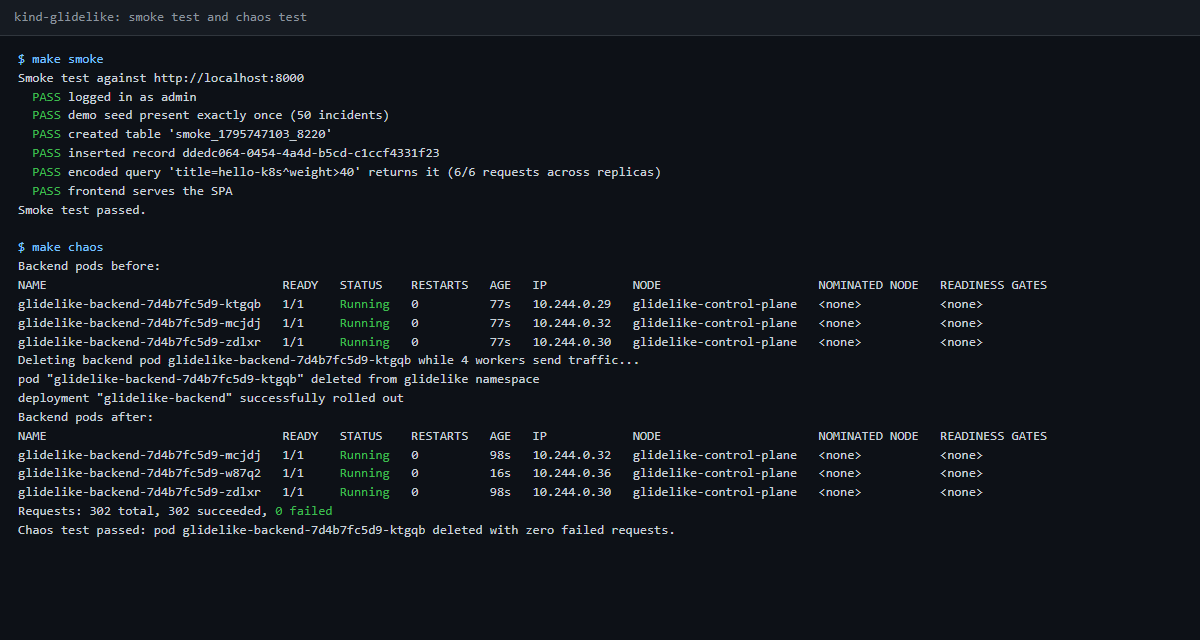 kind-glidelike: smoke test and chaos test
$ make smoke
Smoke test against http://localhost:8000
PASS logged in as admin
PASS demo seed present exactly once (50 incidents)
PASS created table 'smoke_1795747103_8220'
PASS inserted record ddedc064-0454-4a4d-b5cd-c1ccf4331f23
PASS encoded query 'title=hello-k8s^weight>40' returns it (6/6 requests across replicas)
PASS frontend serves the SPA
Smoke test passed.
$ make chaos
Backend pods before:
NAME READY STATUS RESTARTS AGE IP NODE NOMINATED NODE READINESS GATES
glidelike-backend-7d4b7fc5d9-ktgqb 1/1 Running 0 77s 10.244.0.29 glidelike-control-plane <none> <none>
glidelike-backend-7d4b7fc5d9-mcjdj 1/1 Running 0 77s 10.244.0.32 glidelike-control-plane <none> <none>
glidelike-backend-7d4b7fc5d9-zdlxr 1/1 Running 0 77s 10.244.0.30 glidelike-control-plane <none> <none>
Deleting backend pod glidelike-backend-7d4b7fc5d9-ktgqb while 4 workers send traffic...
pod "glidelike-backend-7d4b7fc5d9-ktgqb" deleted from glidelike namespace
deployment "glidelike-backend" successfully rolled out
Backend pods after:
NAME READY STATUS RESTARTS AGE IP NODE NOMINATED NODE READINESS GATES
glidelike-backend-7d4b7fc5d9-mcjdj 1/1 Running 0 98s 10.244.0.32 glidelike-control-plane <none> <none>
glidelike-backend-7d4b7fc5d9-w87q2 1/1 Running 0 16s 10.244.0.36 glidelike-control-plane <none> <none>
glidelike-backend-7d4b7fc5d9-zdlxr 1/1 Running 0 98s 10.244.0.30 glidelike-control-plane <none> <none>
Requests: 302 total, 302 succeeded, 0 failed
Chaos test passed: pod glidelike-backend-7d4b7fc5d9-ktgqb deleted with zero failed requests.